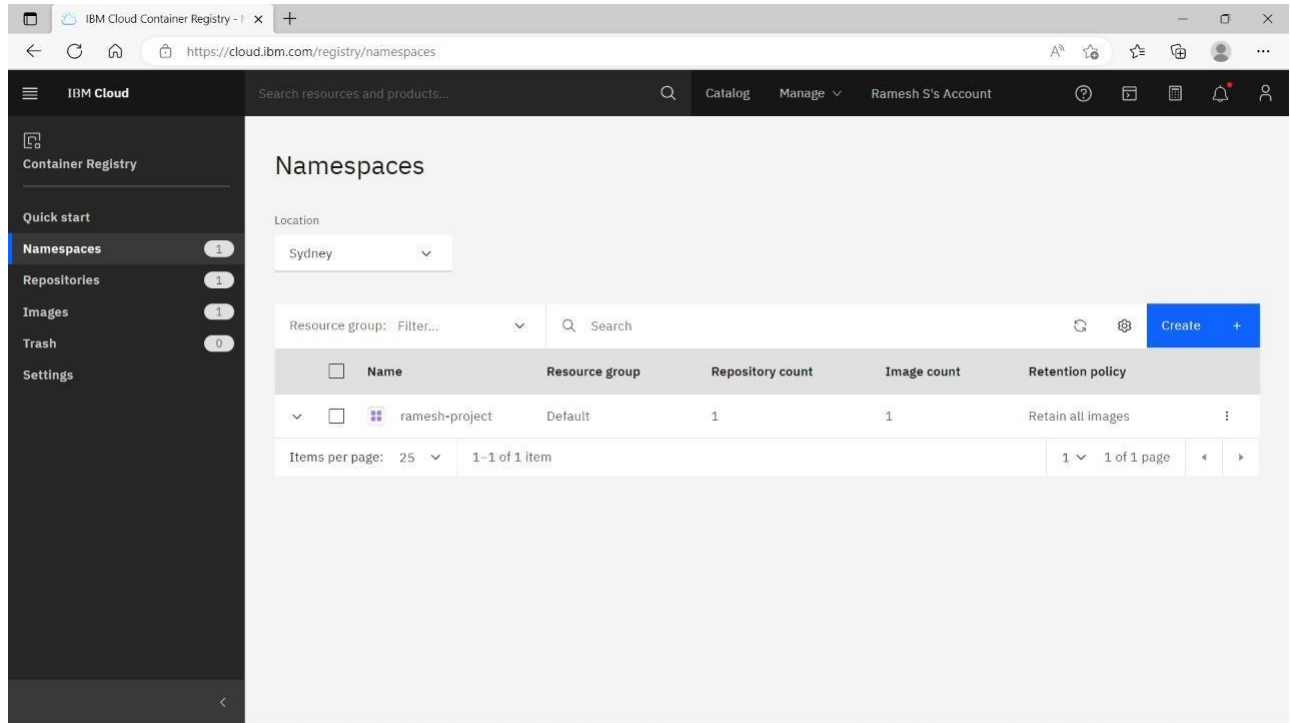 IBM Cloud Container Registry - N
https://cloud.ibm.com/registry/namespaces
IBM Cloud
Search resources and products...
Catalog
Manage
Ramesh S's Account
Container Registry
Quick start
Namespaces 1
Repositories 1
Images 1
Trash 0
Settings
Namespaces
Location
Sydney
Resource group: Filter... Search Create +
Name Resource group Repository count Image count Retention policy
ramesh-project Default 1 1 Retain all images
Items per page: 25 1–1 of 1 item 1 1 of 1 page